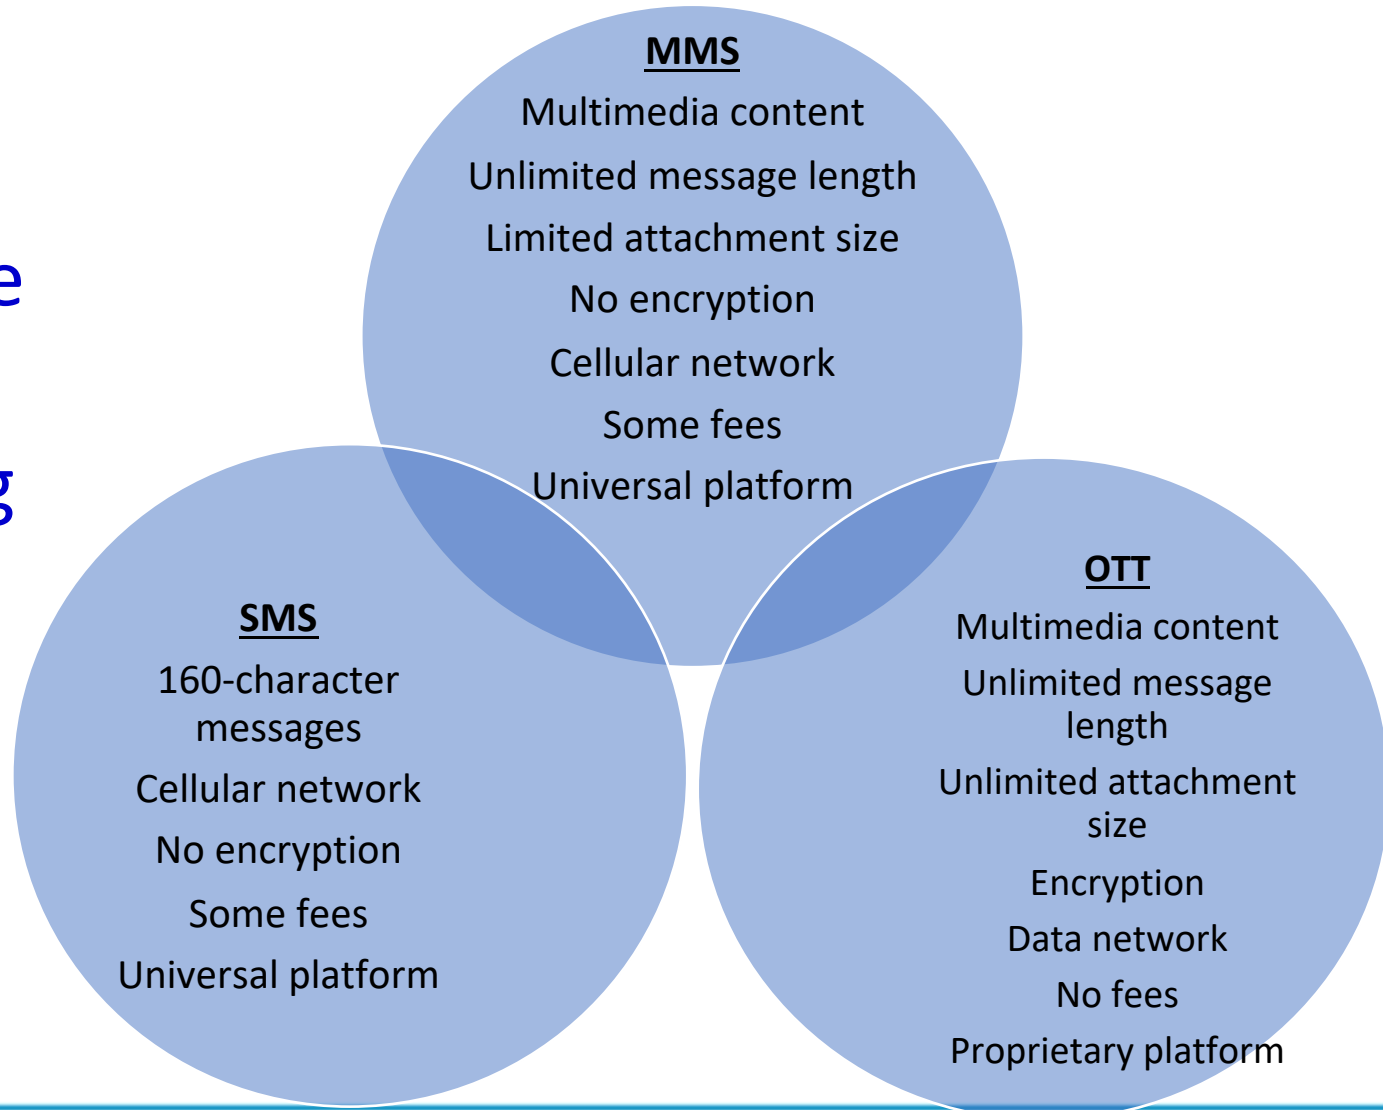 e
g
MMS
Multimedia content
Unlimited message length
Limited attachment size
No encryption
Cellular network
Some fees
Universal platform
SMS
160-character
messages
Cellular network
No encryption
Some fees
Universal platform
OTT
Multimedia content
Unlimited message
length
Unlimited attachment
size
Encryption
Data network
No fees
Proprietary platform